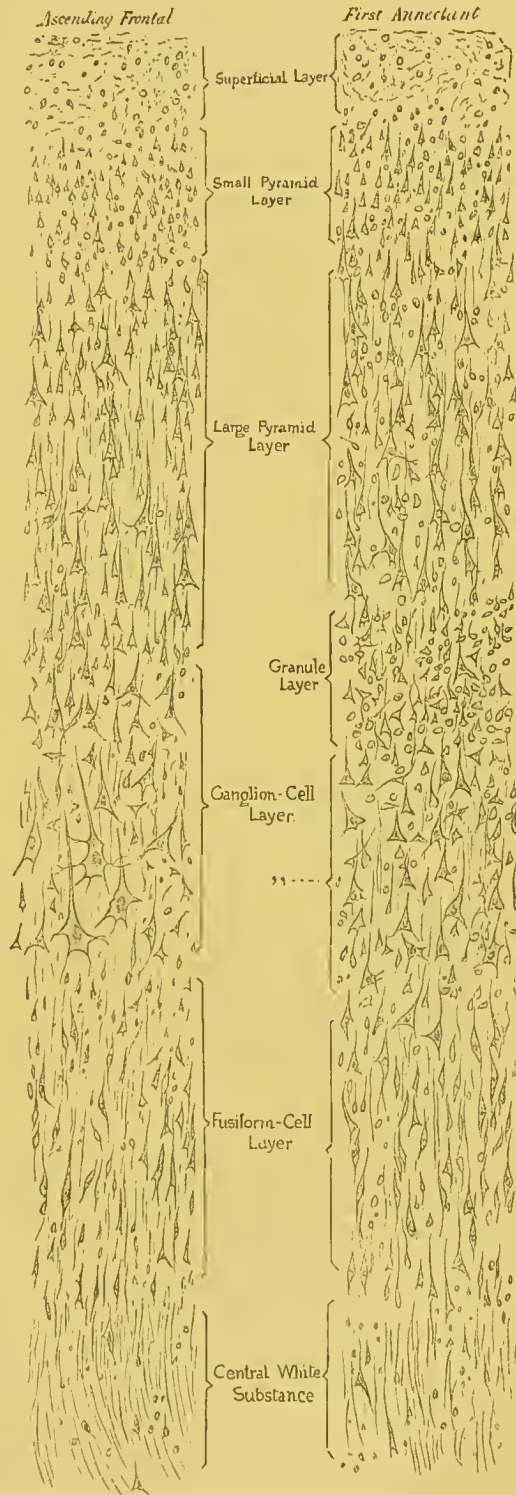 Ascending Frontal
First Annectant
Superficial Layer
Small Pyramid
Layer
Large Pyramid
Layer
Granule
Layer
Ganglion-Cell
Layer.
,, -----
Fusiform-Cell
Layer
Central White
Substance